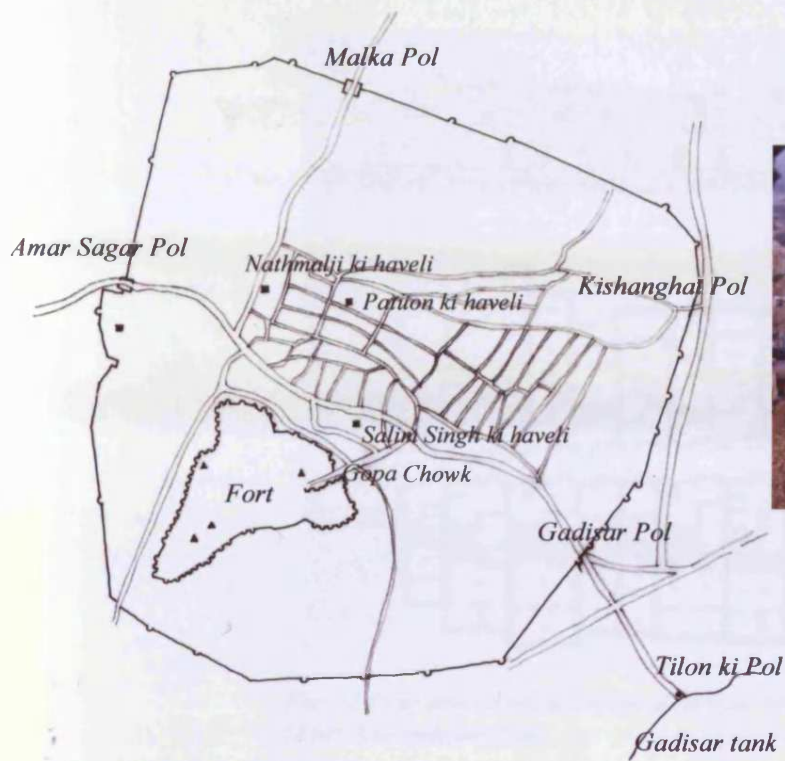 Malka Pol
Amar Sagar Pol
Nathmalji ki haveli
Kishanghat Pol
Patuon ki haveli
Salim Singh ki haveli
Gopa Chowk
Fort
Gadisar Pol
Tilon ki Pol
Gadisar tank